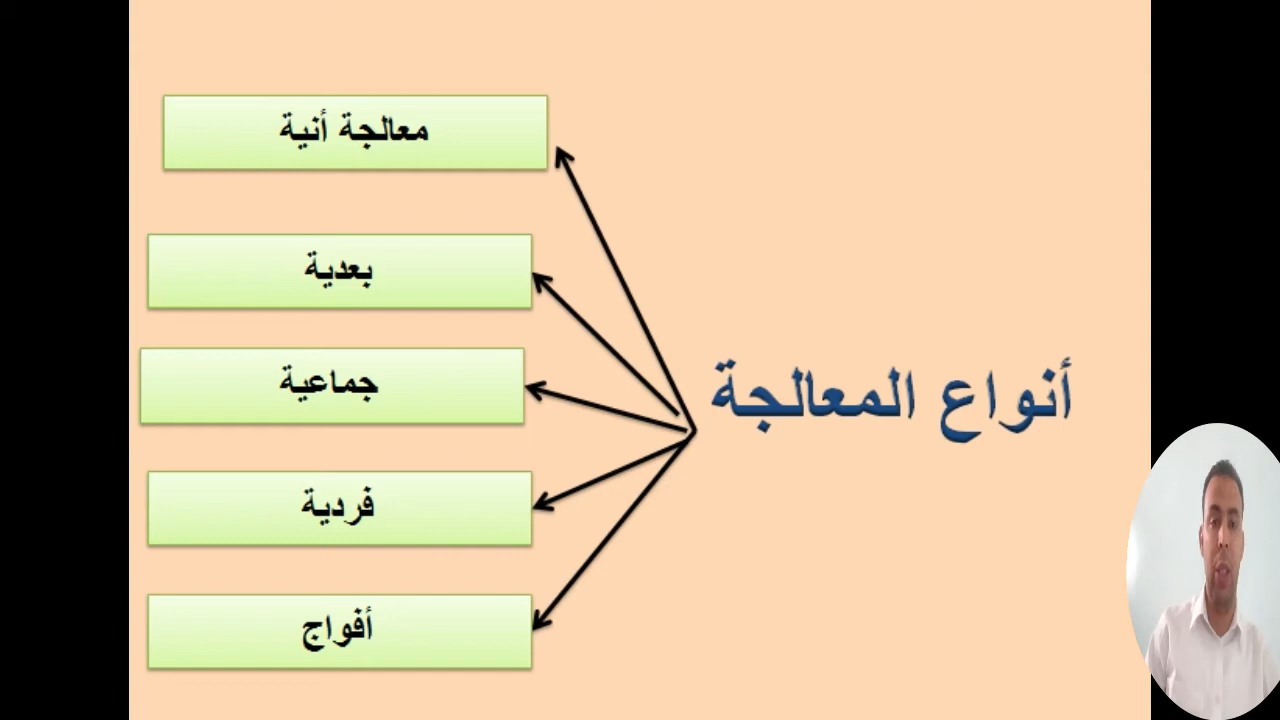 أنواع المعالجة
معالجة أنية
بعدية
جماعية
فردية
أفواج